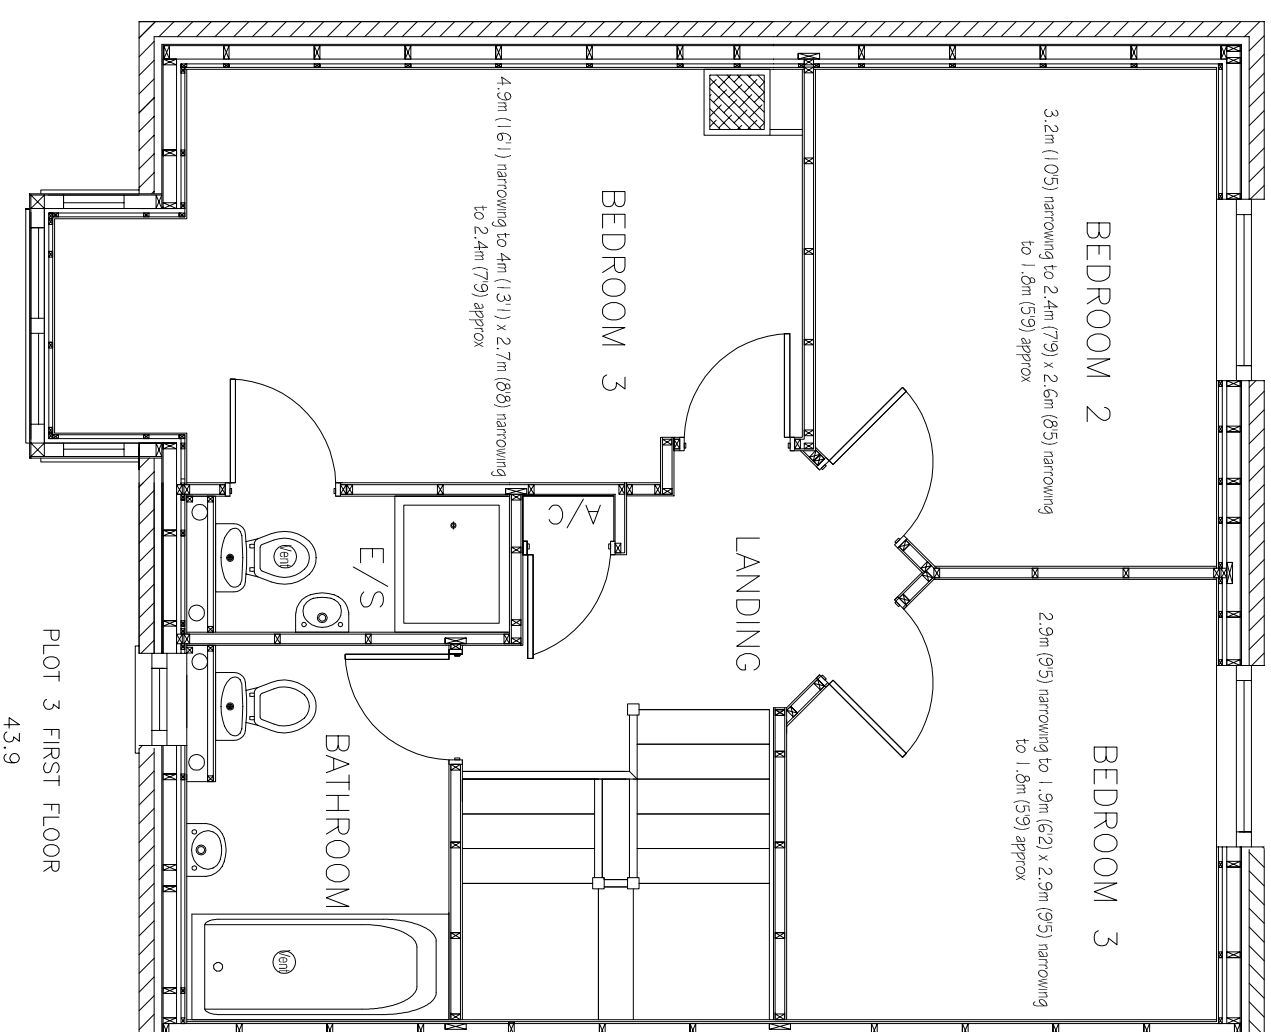 BEDROOM 2
3.2m (10'5) narrowing to 2.4m (7'9) x 2.6m (8'5) narrowing
to 1.8m (5'9) approx
BEDROOM 3
2.9m (9'5) narrowing to 1.9m (6'2) x 2.9m (9'5) narrowing
to 1.8m (5'9) approx
LANDING
BEDROOM 3
4.9m (16'1) narrowing to 4m (13'1) x 2.7m (8'8) narrowing
to 2.4m (7'9) approx
A/C
E/S
Vent
BATHROOM
Vent
PLOT 3 FIRST FLOOR
43.9